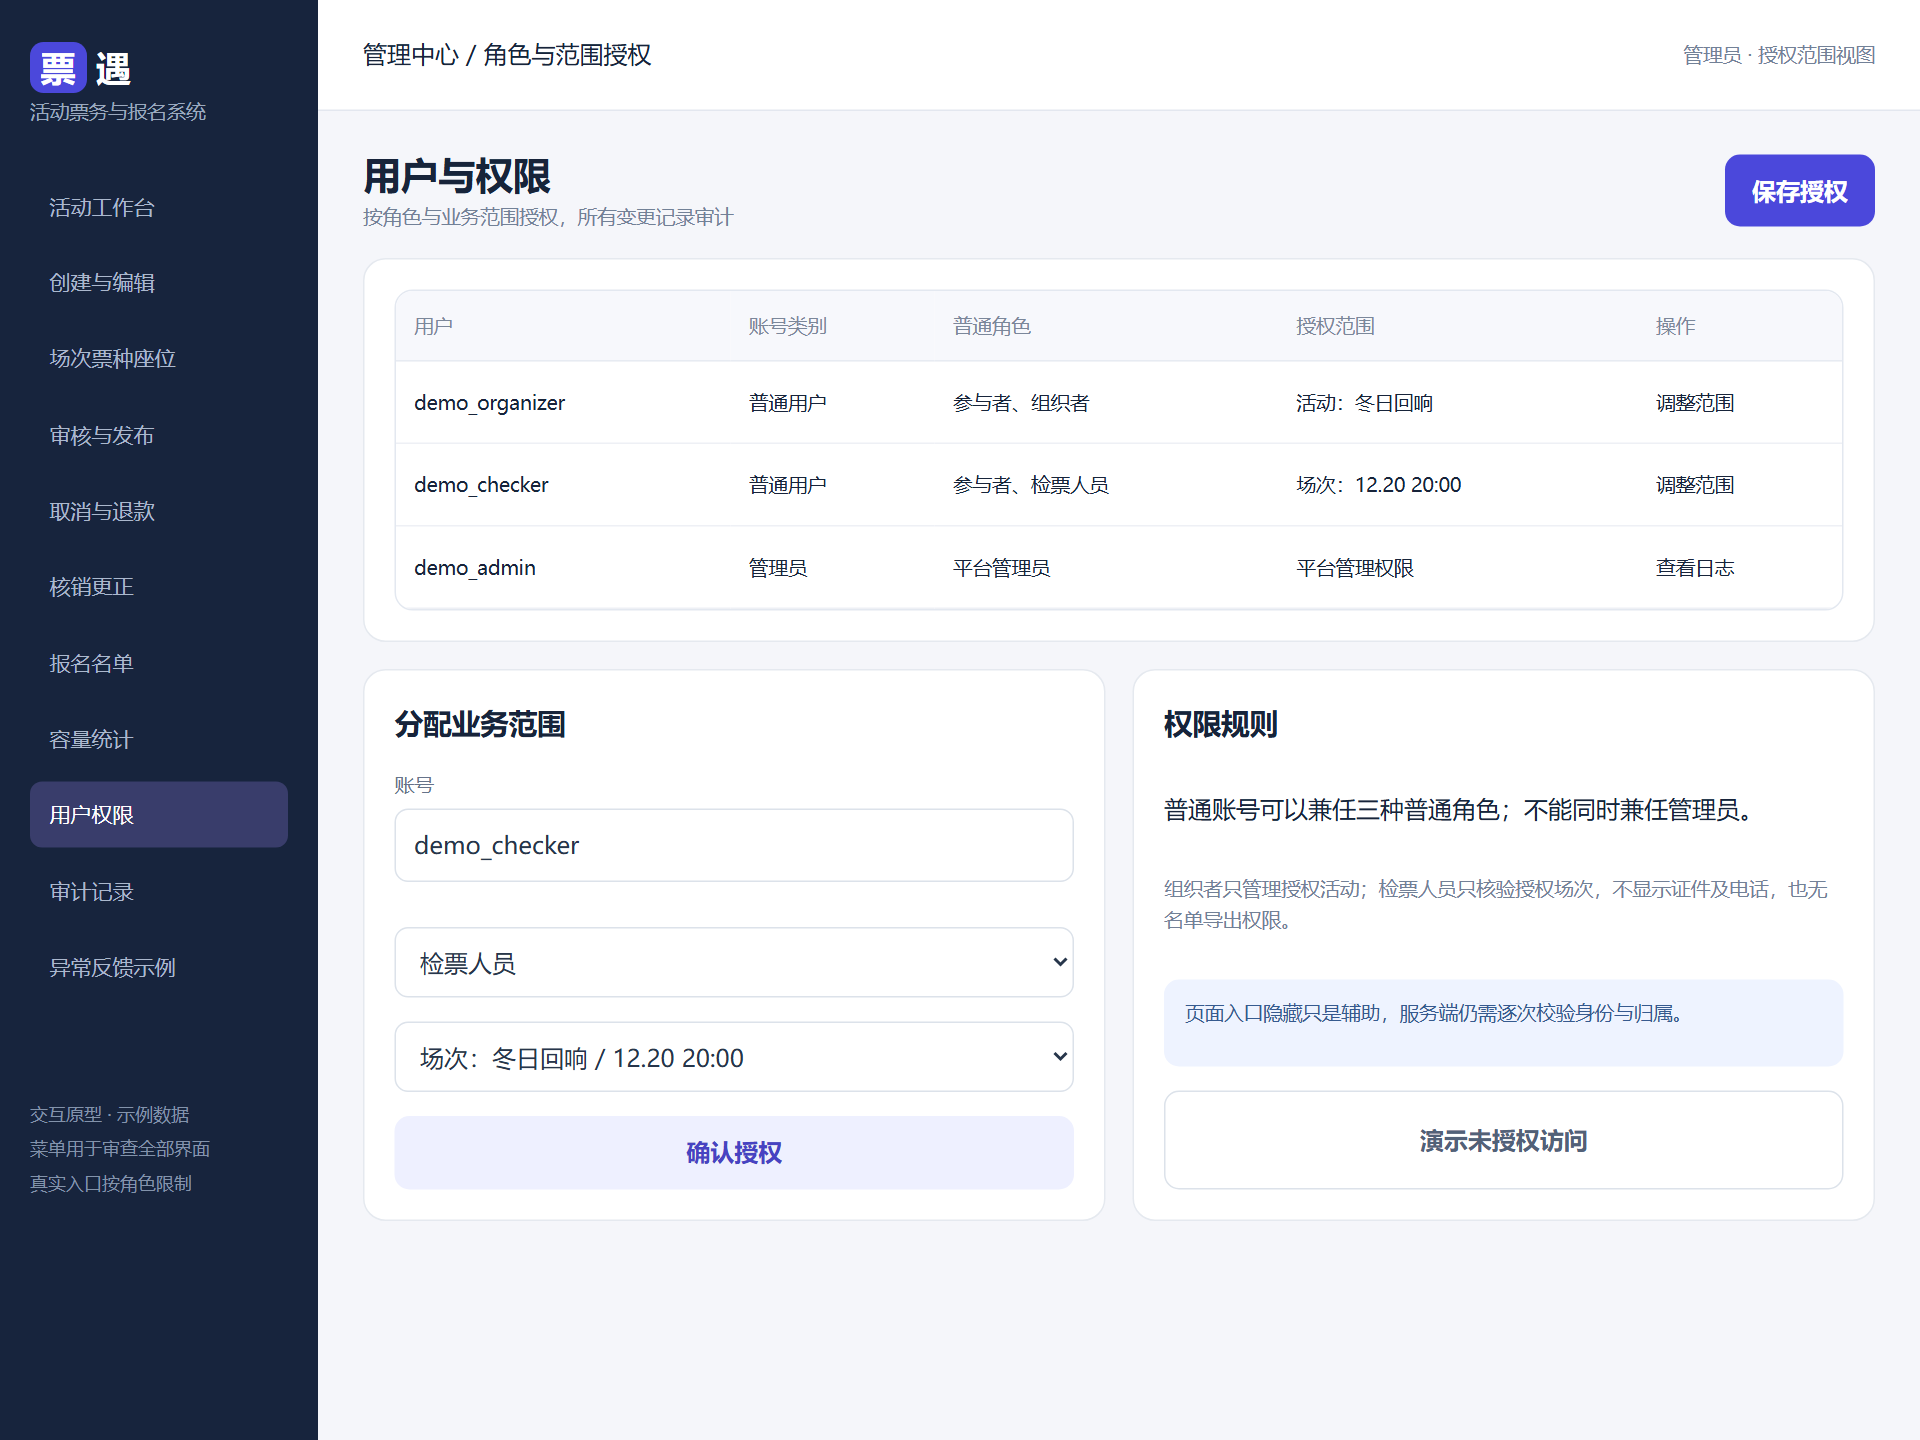 票 遇
活动票务与报名系统
活动工作台
创建与编辑
场次票种座位
审核与发布
取消与退款
核销更正
报名名单
容量统计
用户权限
审计记录
异常反馈示例
交互原型 · 示例数据
菜单用于审查全部界面
真实入口按角色限制
管理中心 / 角色与范围授权
管理员 · 授权范围视图
用户与权限
按角色与业务范围授权，所有变更记录审计
保存授权
用户 账号类别 普通角色 授权范围 操作
demo_organizer 普通用户 参与者、组织者 活动：冬日回响 调整范围
demo_checker 普通用户 参与者、检票人员 场次：12.20 20:00 调整范围
demo_admin 管理员 平台管理员 平台管理权限 查看日志
分配业务范围
账号
demo_checker
检票人员
场次：冬日回响 / 12.20 20:00
确认授权
权限规则
普通账号可以兼任三种普通角色；不能同时兼任管理员。
组织者只管理授权活动；检票人员只核验授权场次，不显示证件及电话，也无
名单导出权限。
页面入口隐藏只是辅助，服务端仍需逐次校验身份与归属。
演示未授权访问